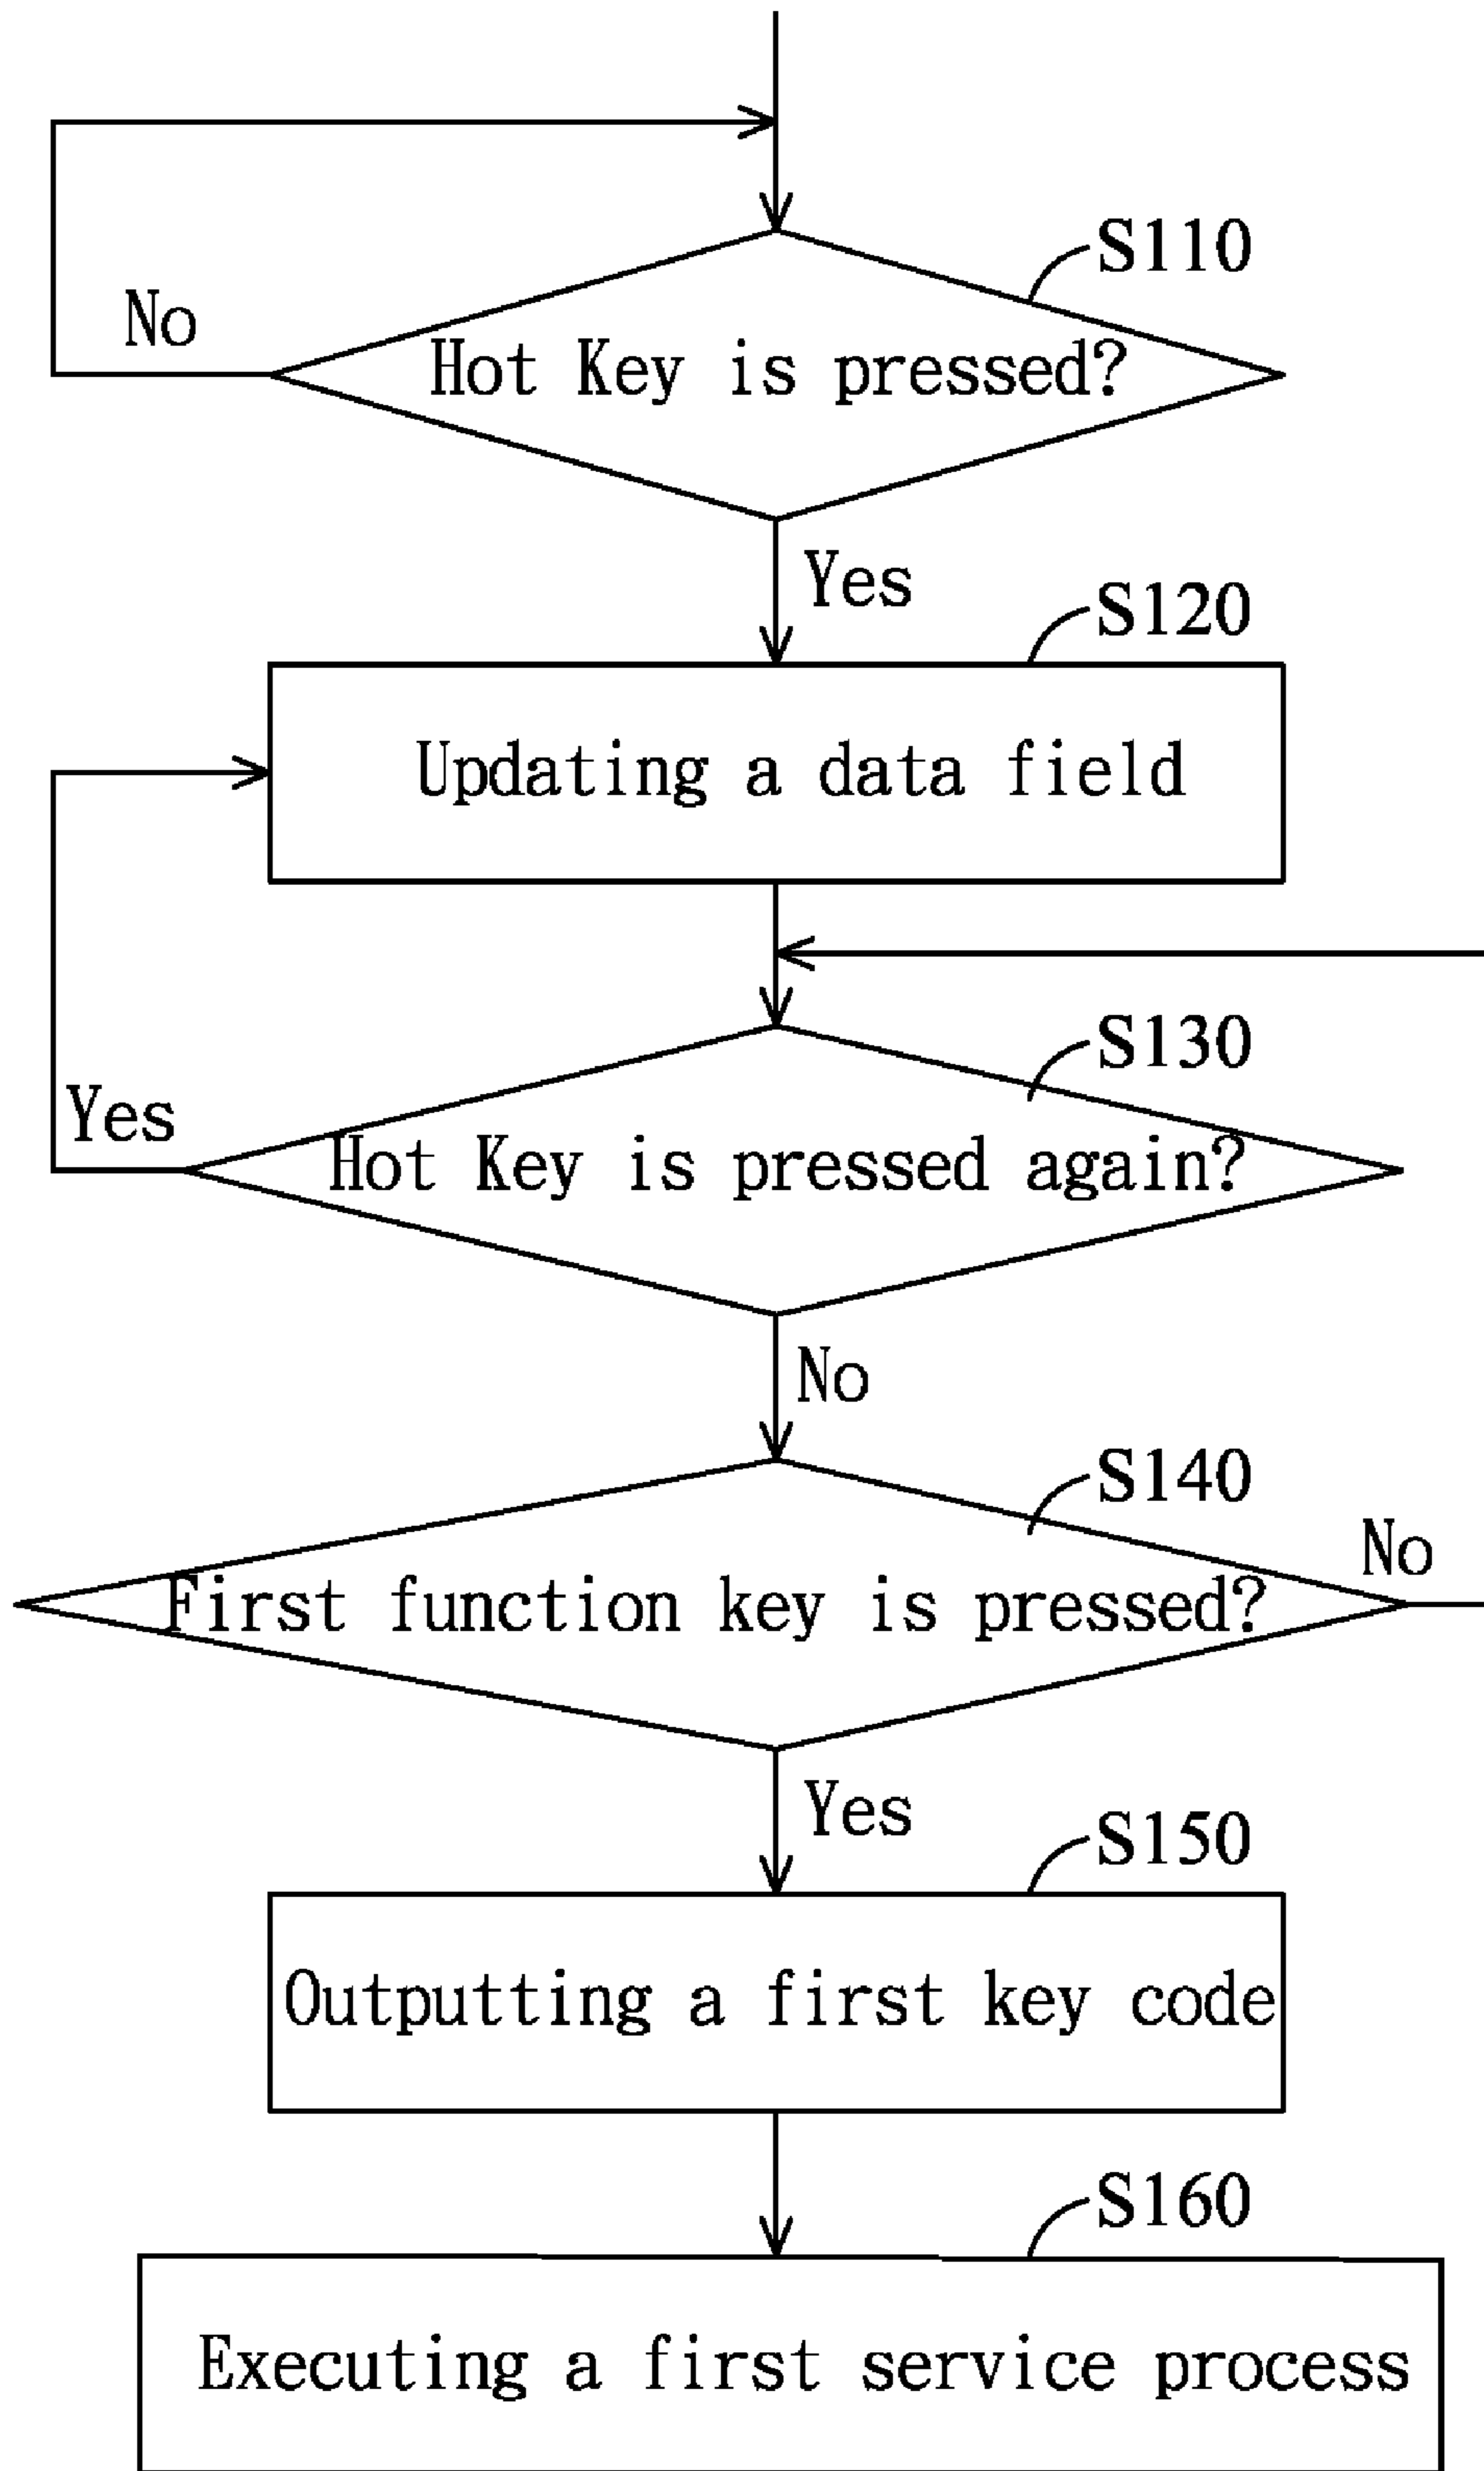 S110
No
Hot Key is pressed?
Yes
S120
Updating a data field
S130
Yes
Hot Key is pressed again?
No
S140
No
First function key is pressed?
Yes
S150
Outputting a first key code
S160
Executing a first service process